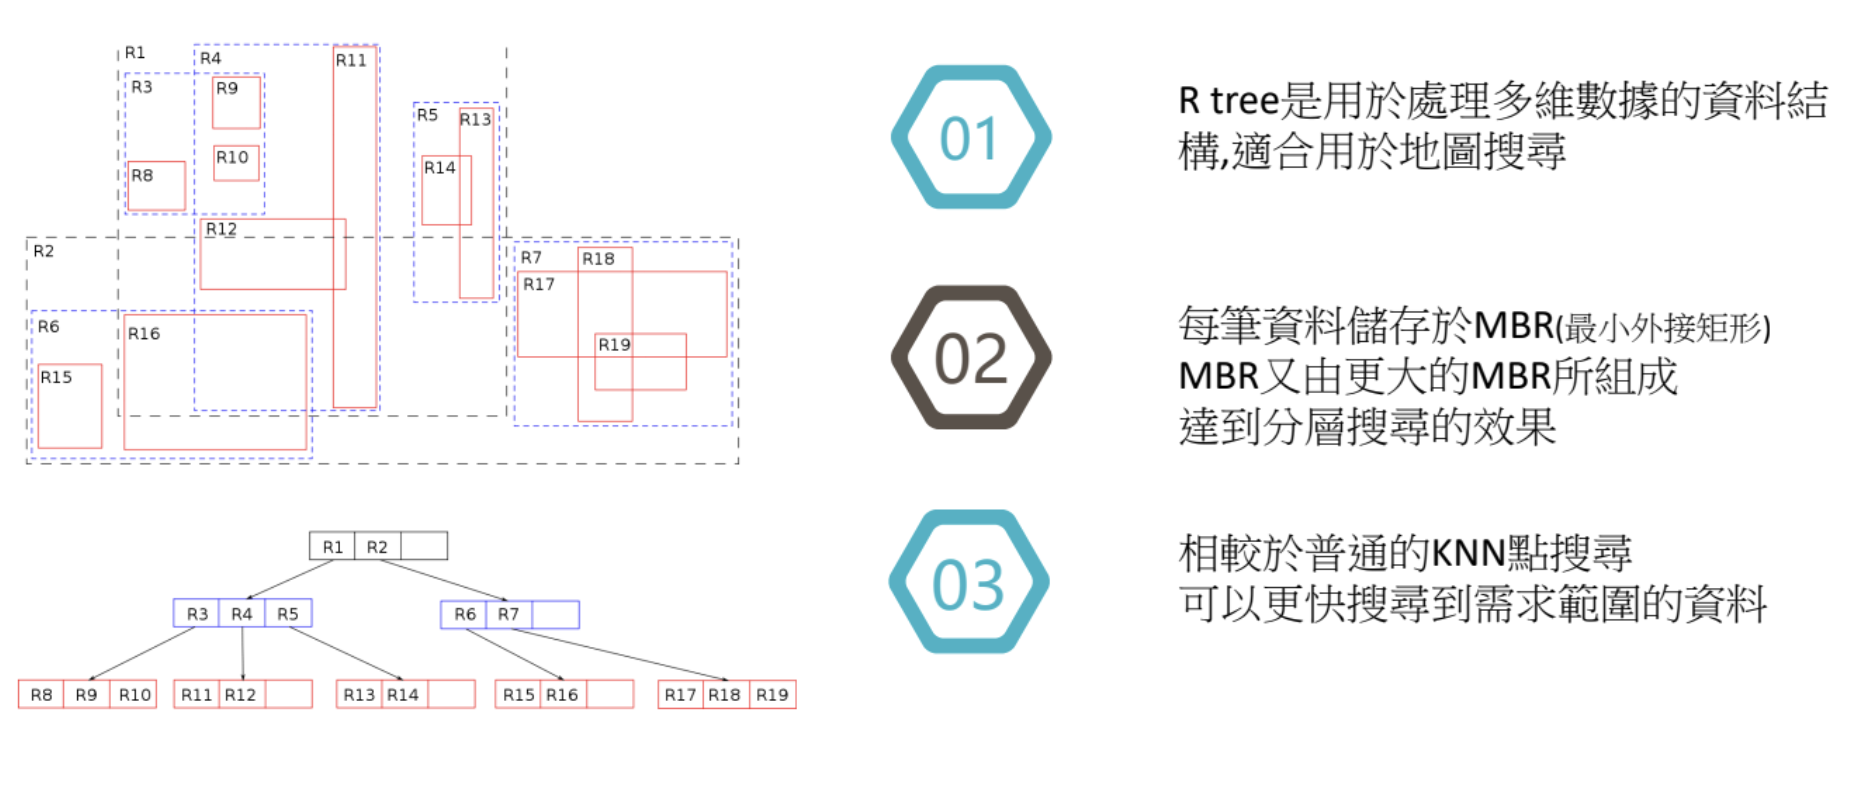 R1
R4
R11
R3
R9
R5
R13
R10
R14
R8
R12
R2
R7
R18
R17
R6
R16
R19
R15
R1 R2
R3 R4 R5
R6 R7
R8 R9 R10
R11 R12
R13 R14
R15 R16
R17 R18 R19
01
R tree是用於處理多維數據的資料結
構,適合用於地圖搜尋
02
每筆資料儲存於MBR(最小外接矩形)
MBR又由更大的MBR所組成
達到分層搜尋的效果
03
相較於普通的KNN點搜尋
可以更快搜尋到需求範圍的資料